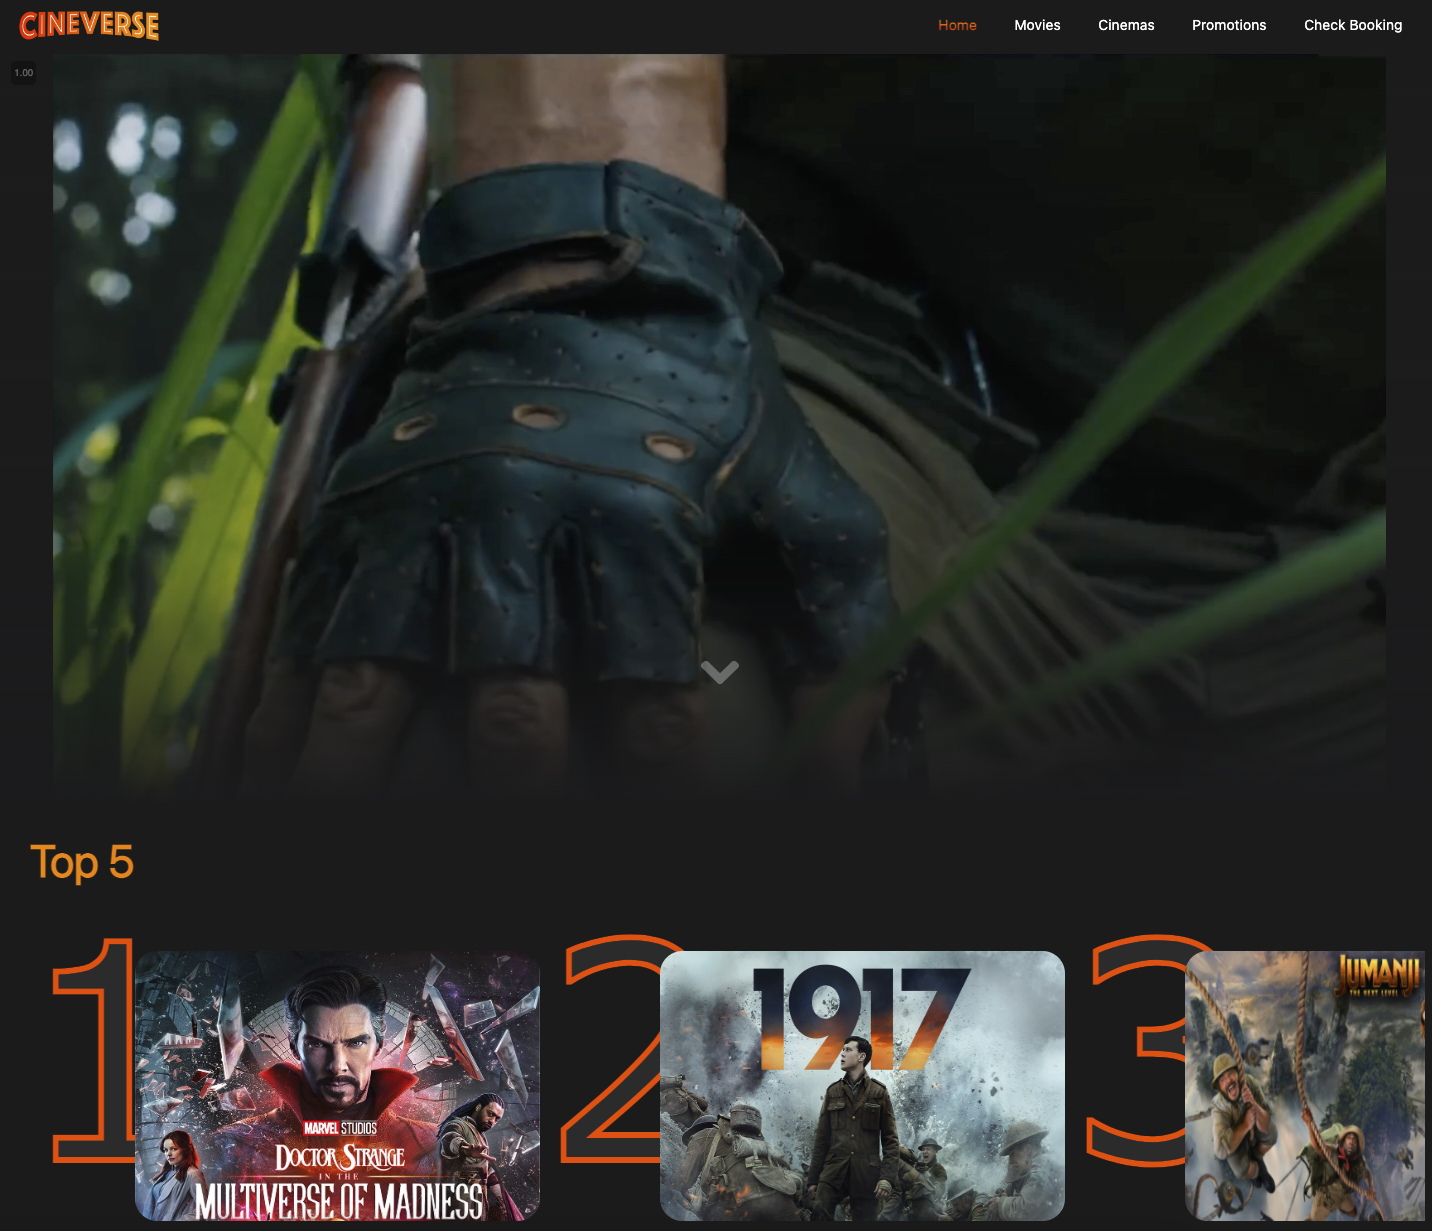 CINEVERSE
Home Movies Cinemas Promotions Check Booking
1.00
Top 5
1
2
3
MARVEL STUDIOS
DOCTOR STRANGE
IN THE
MULTIVERSE OF MADNESS
1917
JUMANJI
THE NEXT LEVEL